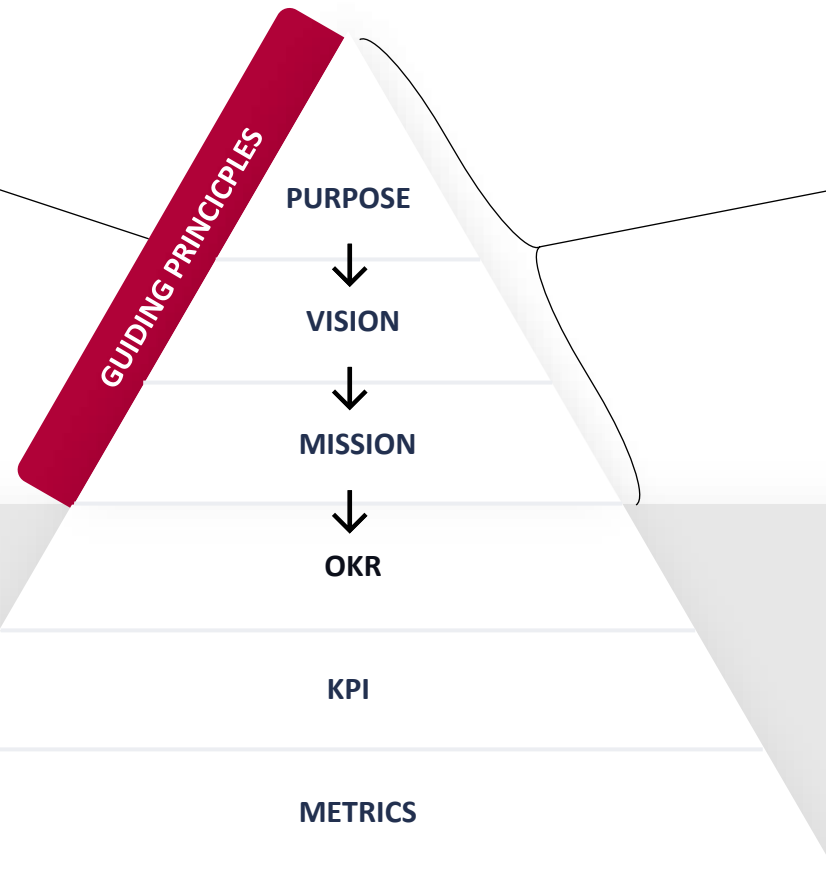 GUIDING PRINCICPLES
PURPOSE
VISION
MISSION
OKR
KPI
METRICS